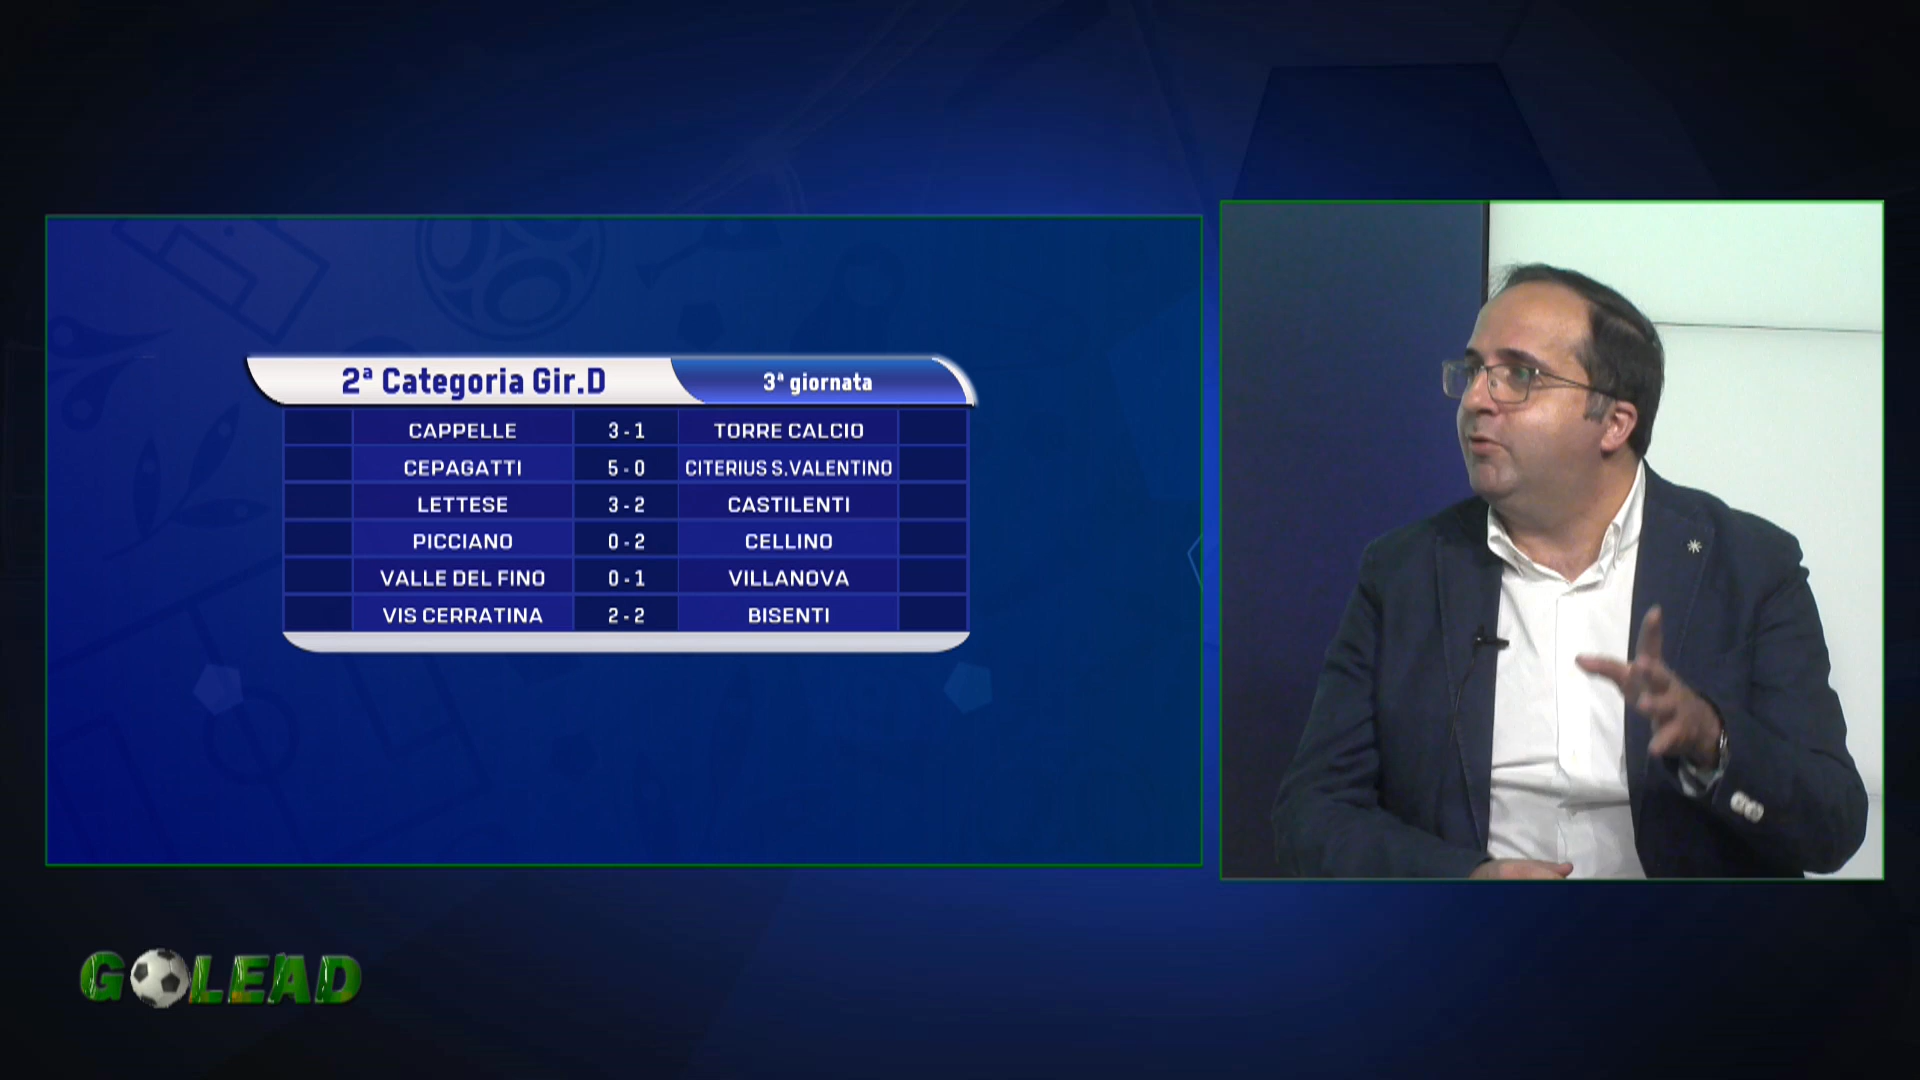 2ª Categoria Gir.D 3ª giornata
CAPPELLE 3 - 1 TORRE CALCIO
CEPAGATTI 5 - 0 CITERIUS S.VALENTINO
LETTESE 3 - 2 CASTILENTI
PICCIANO 0 - 2 CELLINO
VALLE DEL FINO 0 - 1 VILLANOVA
VIS CERRATINA 2 - 2 BISENTI
GOLEAD